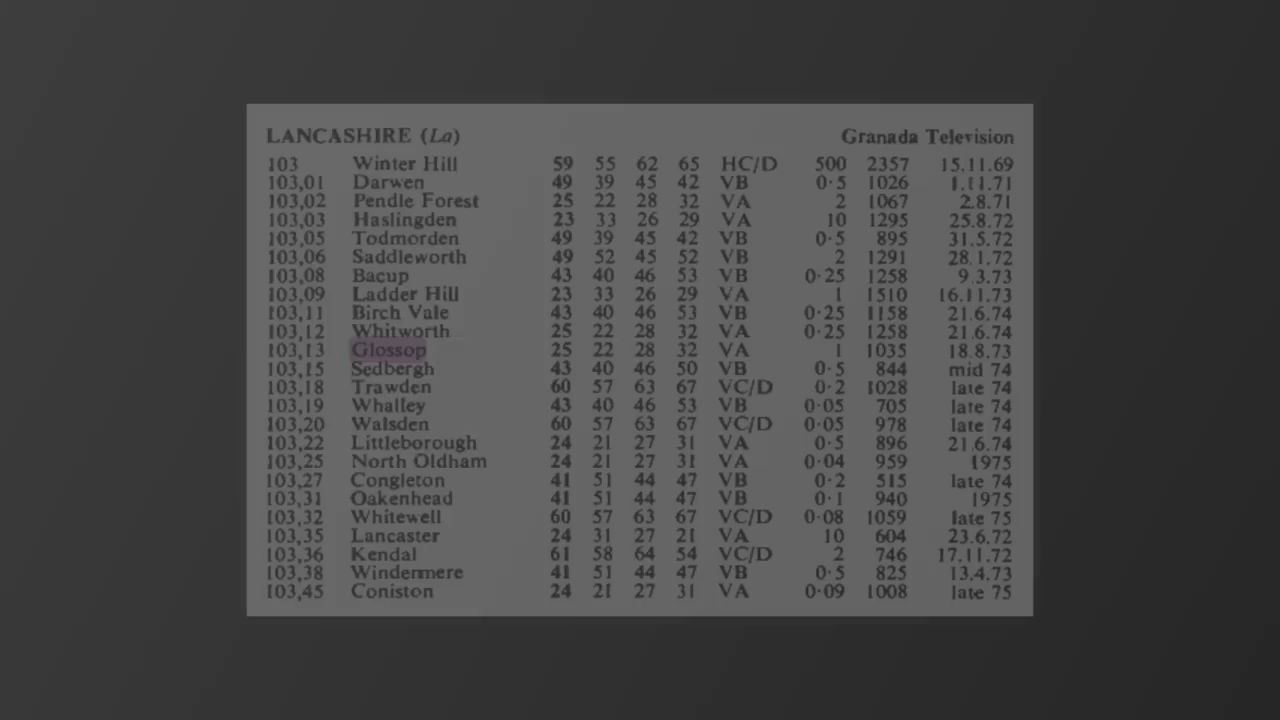 LANCASHIRE (La) Granada Television
103 Winter Hill 59 55 62 65 HC/D 500 2357 15.11.69
103,01 Darwen 49 39 45 42 VB 0·5 1026 1.11.71
103,02 Pendle Forest 25 22 28 32 VA 2 1067 2.8.71
103,03 Haslingden 23 33 26 29 VA 10 1295 25.8.72
103,05 Todmorden 49 39 45 42 VB 0·5 895 31.5.72
103,06 Saddleworth 49 52 45 52 VB 2 1291 28.1.72
103,08 Bacup 43 40 46 53 VB 0·25 1258 9.3.73
103,09 Ladder Hill 23 33 26 29 VA 1 1510 16.11.73
103,11 Birch Vale 43 40 46 53 VB 0·25 1158 21.6.74
103,12 Whitworth 25 22 28 32 VA 0·25 1258 21.6.74
103,13 Glossop 25 22 28 32 VA 1 1035 18.8.73
103,15 Sedbergh 43 40 46 50 VB 0·5 844 mid 74
103,18 Trawden 60 57 63 67 VC/D 0·2 1028 late 74
103,19 Whalley 43 40 46 53 VB 0·05 705 late 74
103,20 Walsden 60 57 63 67 VC/D 0·05 978 late 74
103,22 Littleborough 24 21 27 31 VA 0·5 896 21.6.74
103,25 North Oldham 24 21 27 31 VA 0·04 959 1975
103,27 Congleton 41 51 44 47 VB 0·2 515 late 74
103,31 Oakenhead 41 51 44 47 VB 0·1 940 1975
103,32 Whitewell 60 57 63 67 VC/D 0·08 1059 late 75
103,35 Lancaster 24 31 27 21 VA 10 604 23.6.72
103,36 Kendal 61 58 64 54 VC/D 2 746 17.11.72
103,38 Windermere 41 51 44 47 VB 0·5 825 13.4.73
103,45 Coniston 24 21 27 31 VA 0·09 1008 late 75